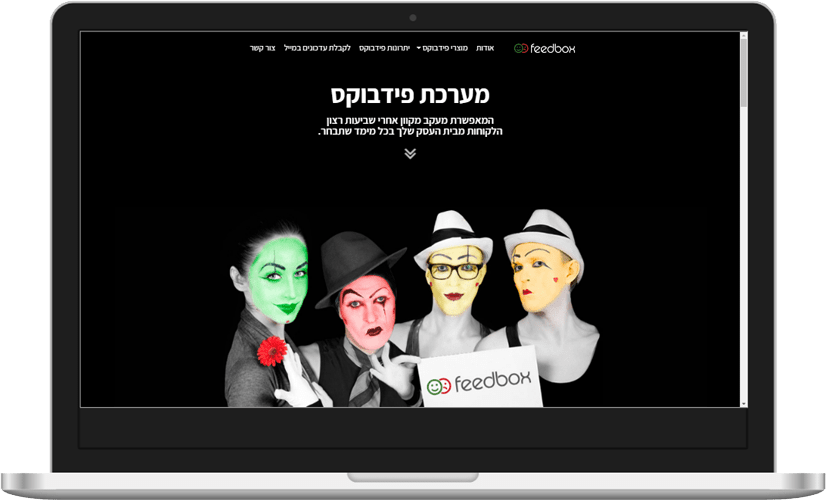 feedbox
אודות
מוצרי פידבוקס
יתרונות פידבוקס
לקבלת עדכונים במייל
צור קשר
מערכת פידבוקס
המאפשרת מעקב מקוון אחרי שביעות רצון
הלקוחות מבית העסק שלך בכל מימד שתבחר.
feedbox